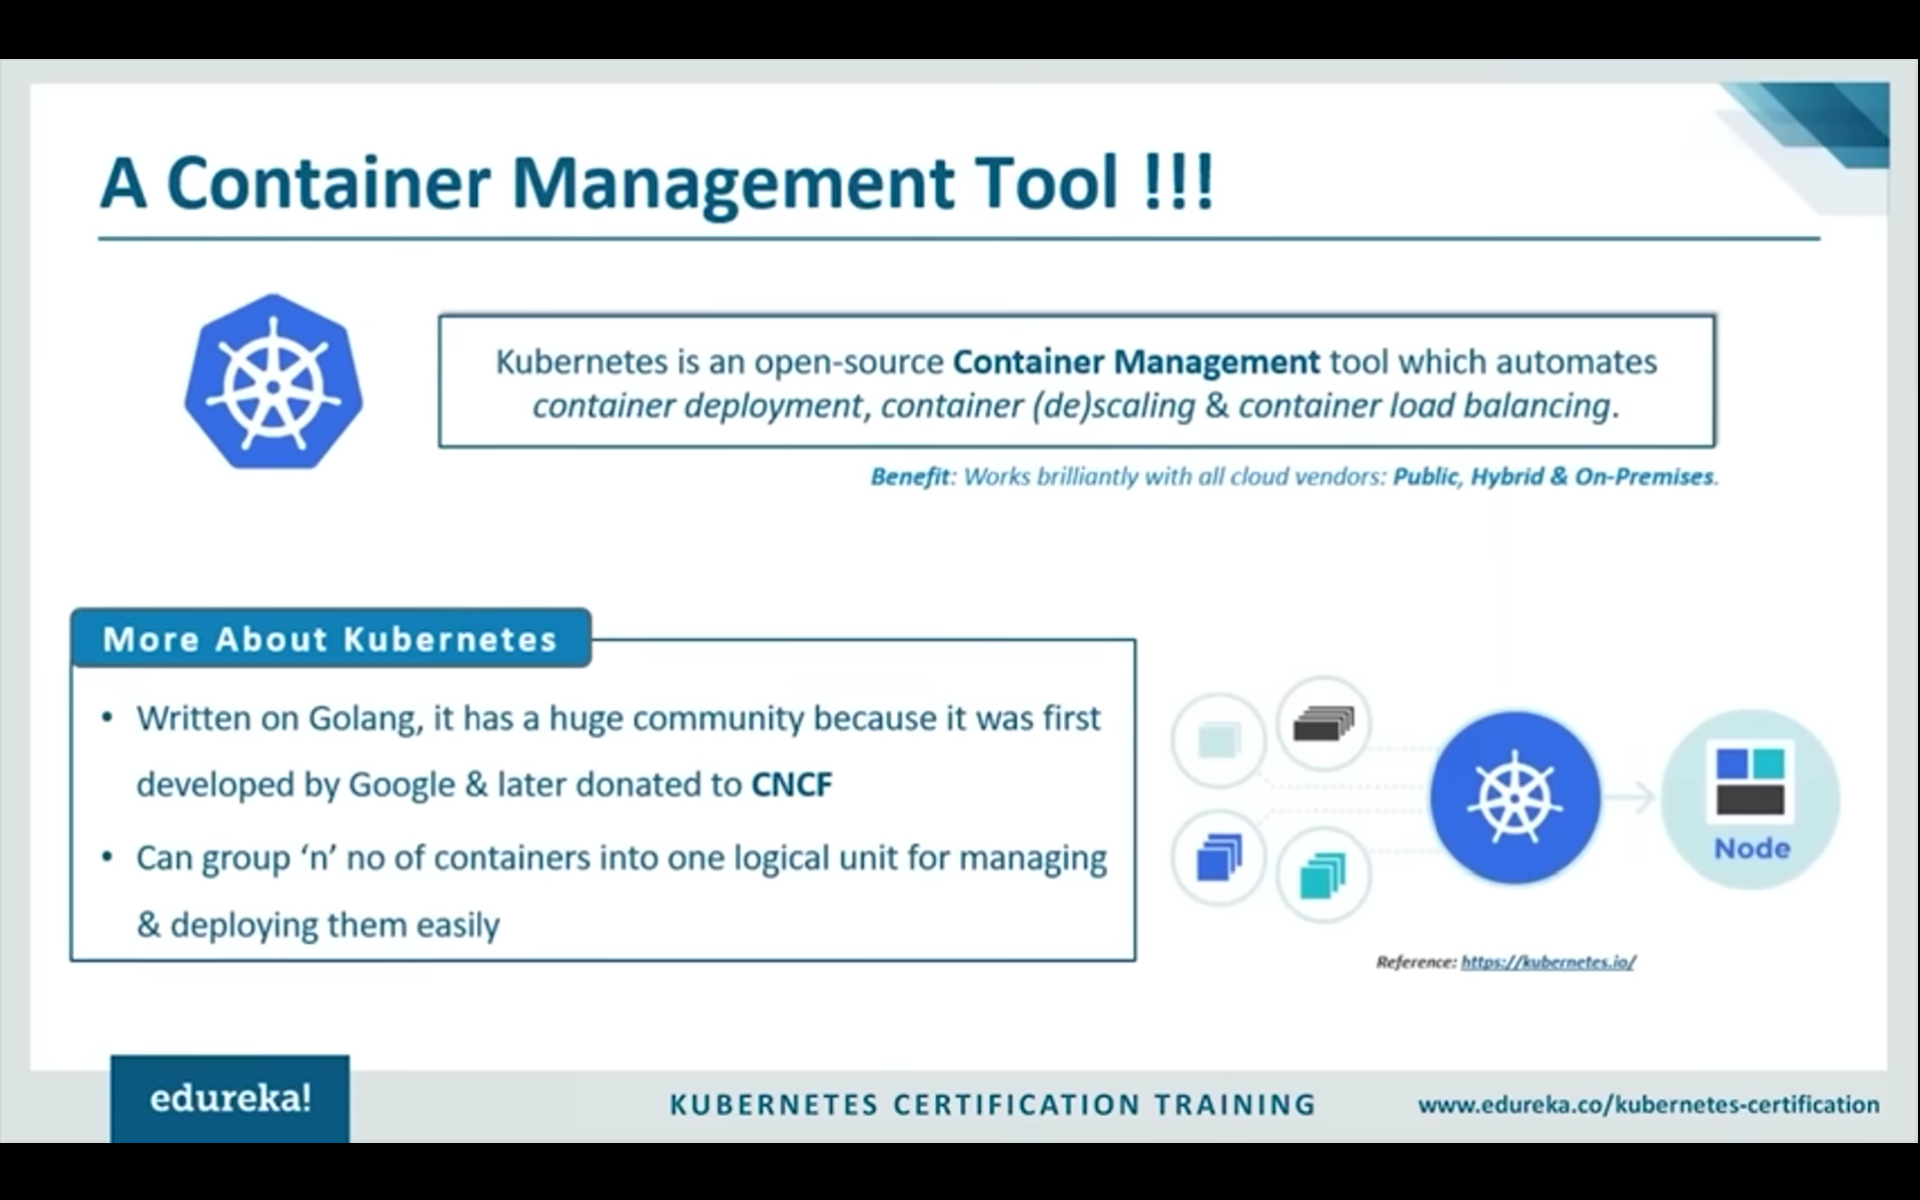 A Container Management Tool !!!
Kubernetes is an open-source Container Management tool which automates
container deployment, container (de)scaling & container load balancing.
Benefit: Works brilliantly with all cloud vendors: Public, Hybrid & On-Premises.
More About Kubernetes
• Written on Golang, it has a huge community because it was first
developed by Google & later donated to CNCF
• Can group ‘n’ no of containers into one logical unit for managing
& deploying them easily
Node
Reference: https://kubernetes.io/
edureka!
KUBERNETES CERTIFICATION TRAINING
www.edureka.co/kubernetes-certification